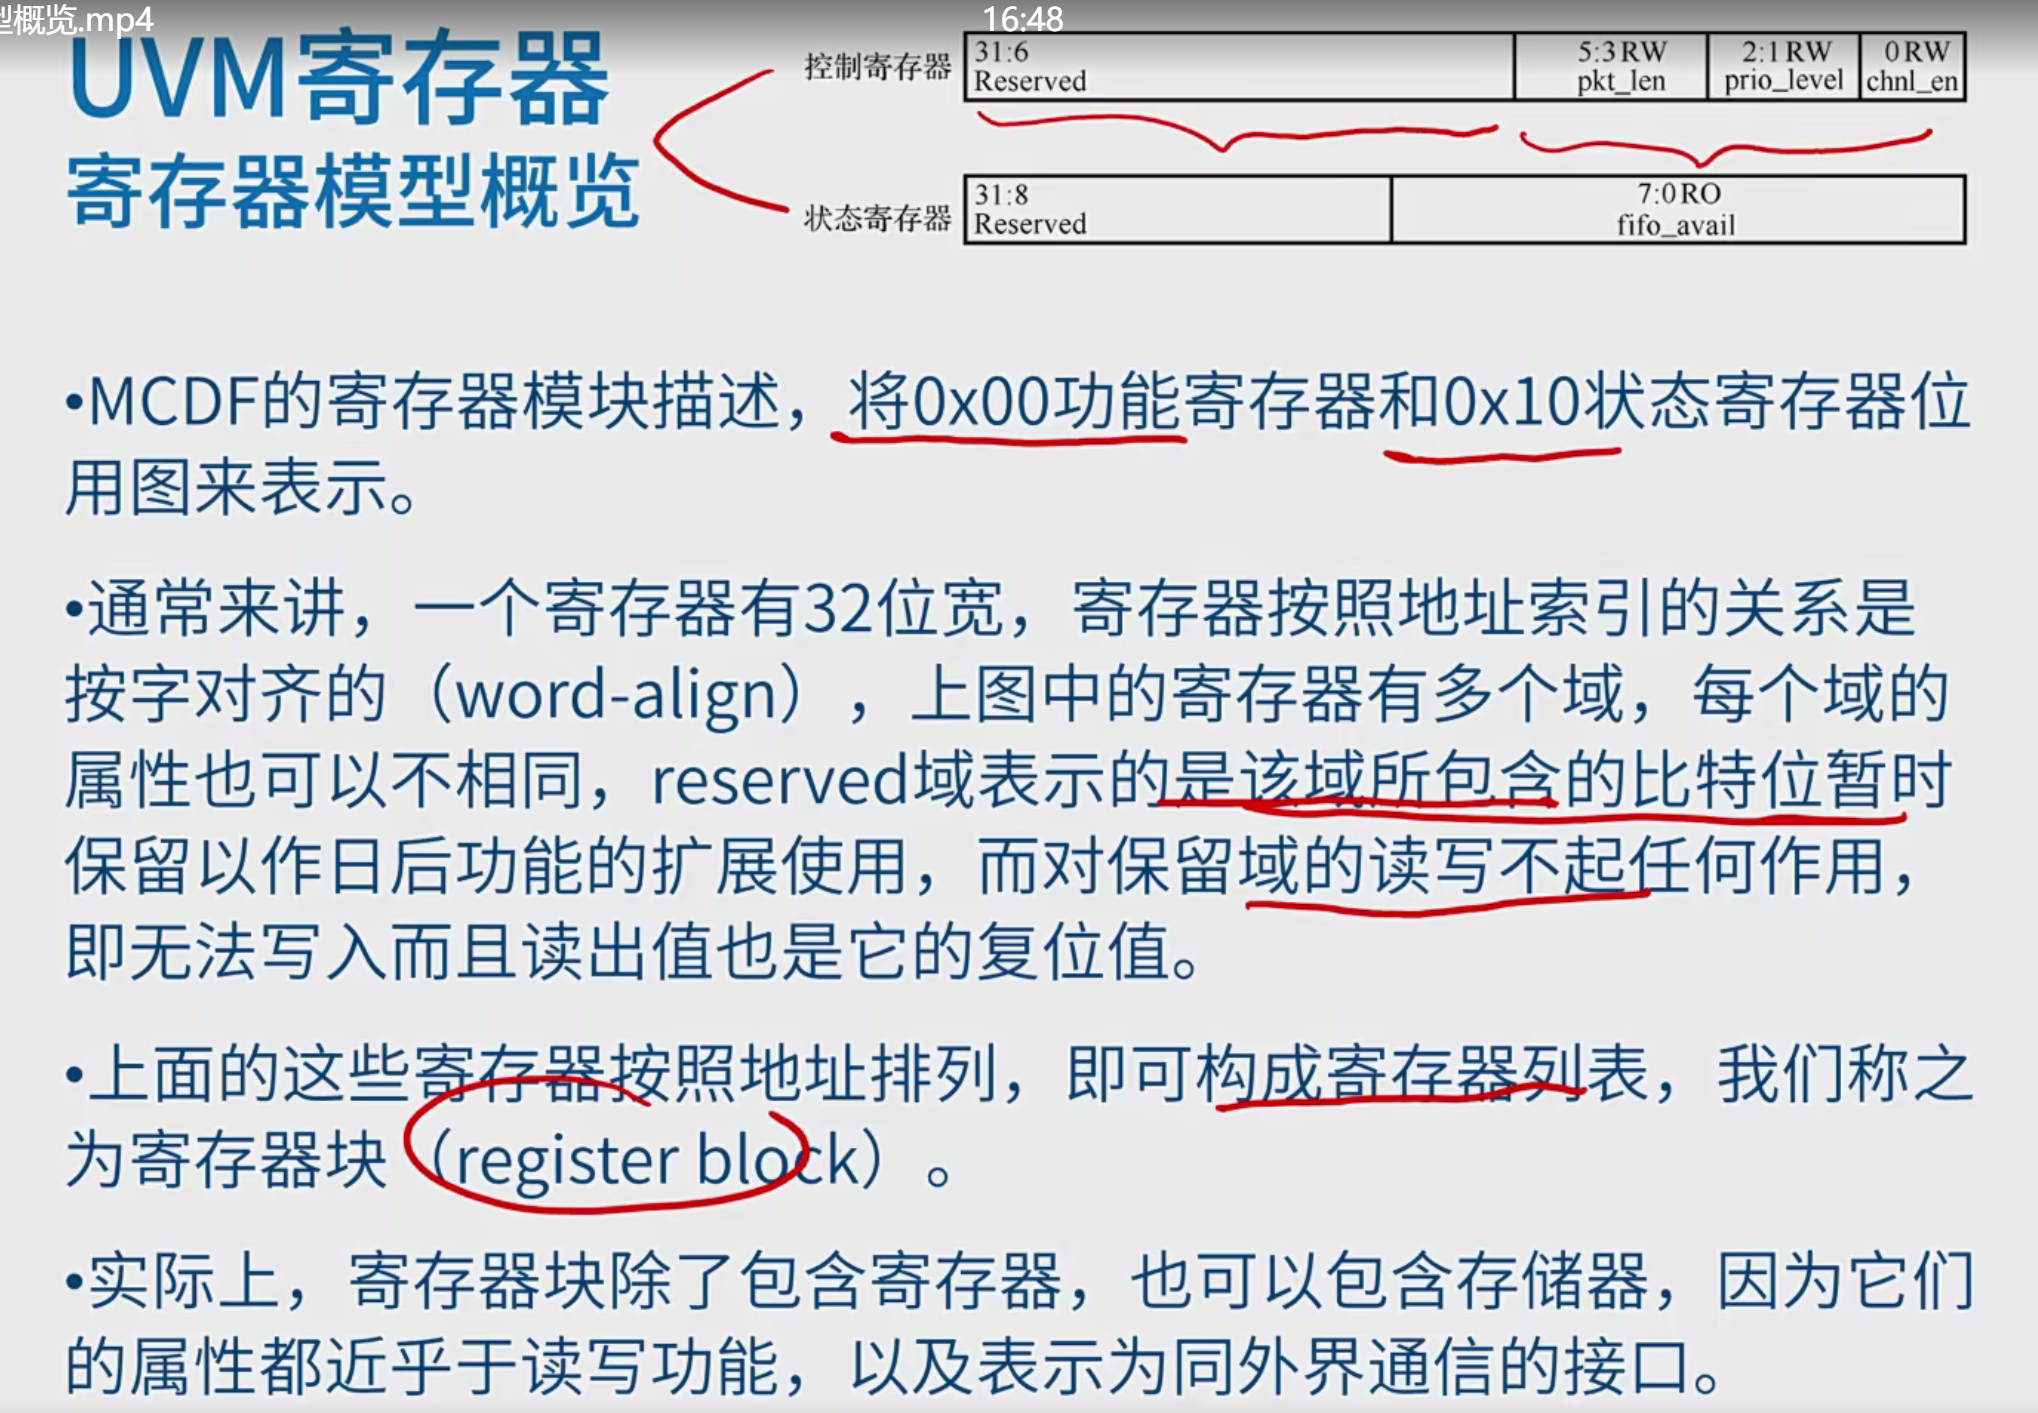 型概览.mp4
16:48
UVM寄存器
寄存器模型概览
控制寄存器
31:6
Reserved
5:3 RW
pkt_len
2:1 RW
prio_level
0 RW
chnl_en
状态寄存器
31:8
Reserved
7:0 RO
fifo_avail
•MCDF的寄存器模块描述，将0x00功能寄存器和0x10状态寄存器位
用图来表示。
•通常来讲，一个寄存器有32位宽，寄存器按照地址索引的关系是
按字对齐的（word-align），上图中的寄存器有多个域，每个域的
属性也可以不相同，reserved域表示的是该域所包含的比特位暂时
保留以作日后功能的扩展使用，而对保留域的读写不起任何作用，
即无法写入而且读出值也是它的复位值。
•上面的这些寄存器按照地址排列，即可构成寄存器列表，我们称之
为寄存器块（register block）。
•实际上，寄存器块除了包含寄存器，也可以包含存储器，因为它们
的属性都近乎于读写功能，以及表示为同外界通信的接口。